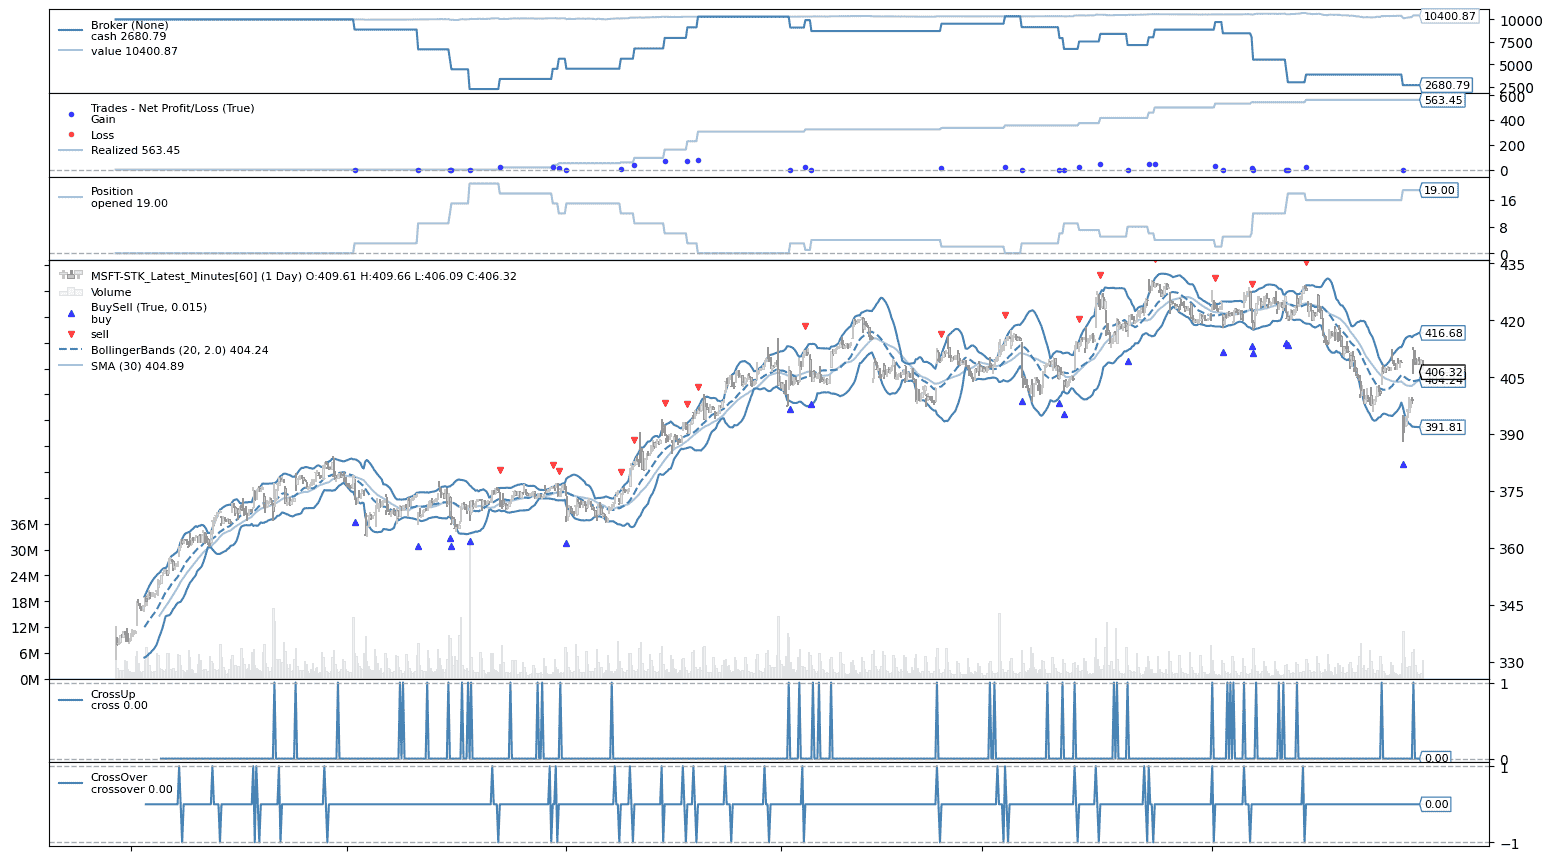 Broker (None)
cash 2680.79
value 10400.87
10400.87
10000
7500
5000
2500
2680.79
Trades - Net Profit/Loss (True)
Gain
Loss
Realized 563.45
600
563.45
400
200
0
Position
opened 19.00
19.00
16
8
0
MSFT-STK_Latest_Minutes[60] (1 Day) O:409.61 H:409.66 L:406.09 C:406.32
Volume
BuySell (True, 0.015)
buy
sell
BollingerBands (20, 2.0) 404.24
SMA (30) 404.89
435
420
416.68
406.32
404.24
405
391.81
390
375
360
345
330
36M
30M
24M
18M
12M
6M
0M
CrossUp
cross 0.00
1
0.00
0
CrossOver
crossover 0.00
1
0.00
−1